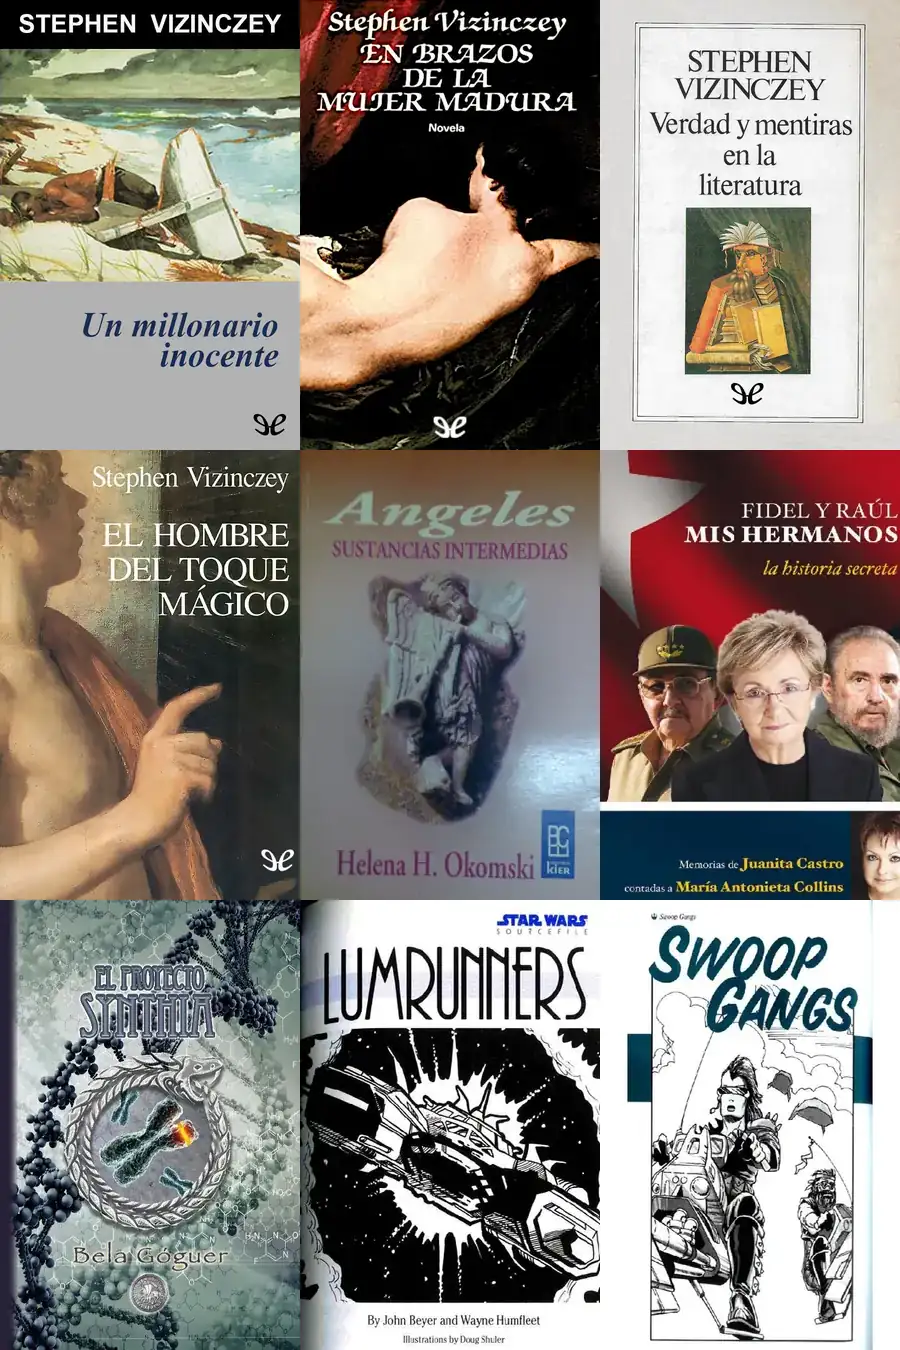 STEPHEN VIZINCZEY
Un millonario
inocente
Stephen Vizinczey
EN BRAZOS
DE LA
MUJER MADURA
Novela
STEPHEN
VIZINCZEY
Verdad y mentiras
en la
literatura
Stephen Vizinczey
EL HOMBRE
DEL TOQUE
MÁGICO
Angeles
SUSTANCIAS INTERMEDIAS
Helena H. Okomski
KIER
FIDEL Y RAÚL
MIS HERMANOS
la historia secreta
Memorias de Juanita Castro
contadas a María Antonieta Collins
EL PROYECTO
SYNTHIA
Bela Góguer
STAR WARS
SOURCEFILE
LUMRUNNERS
By John Beyer and Wayne Humfleet
Illustrations by Doug Shuler
Swoop Gangs
SWOOP
GANGS